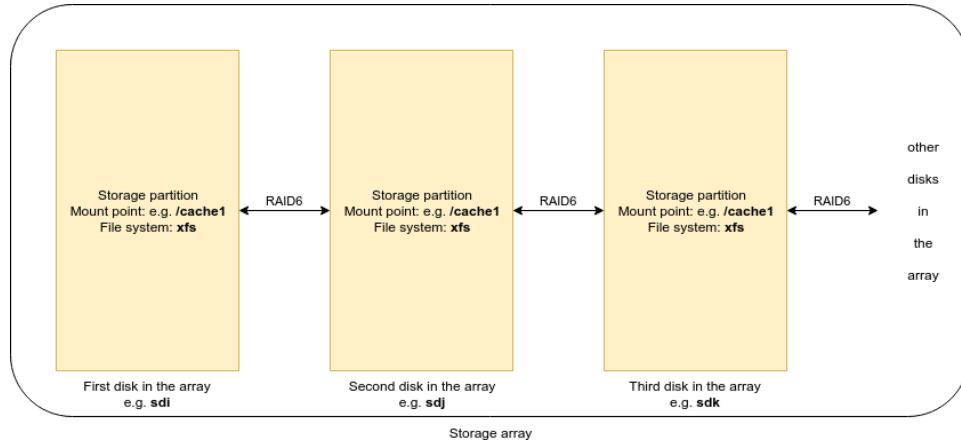 Storage partition
Mount point: e.g. /cache1
File system: xfs
RAID6
Storage partition
Mount point: e.g. /cache1
File system: xfs
RAID6
Storage partition
Mount point: e.g. /cache1
File system: xfs
RAID6
other
disks
in
the
array
First disk in the array
e.g. sdi
Second disk in the array
e.g. sdj
Third disk in the array
e.g. sdk
Storage array